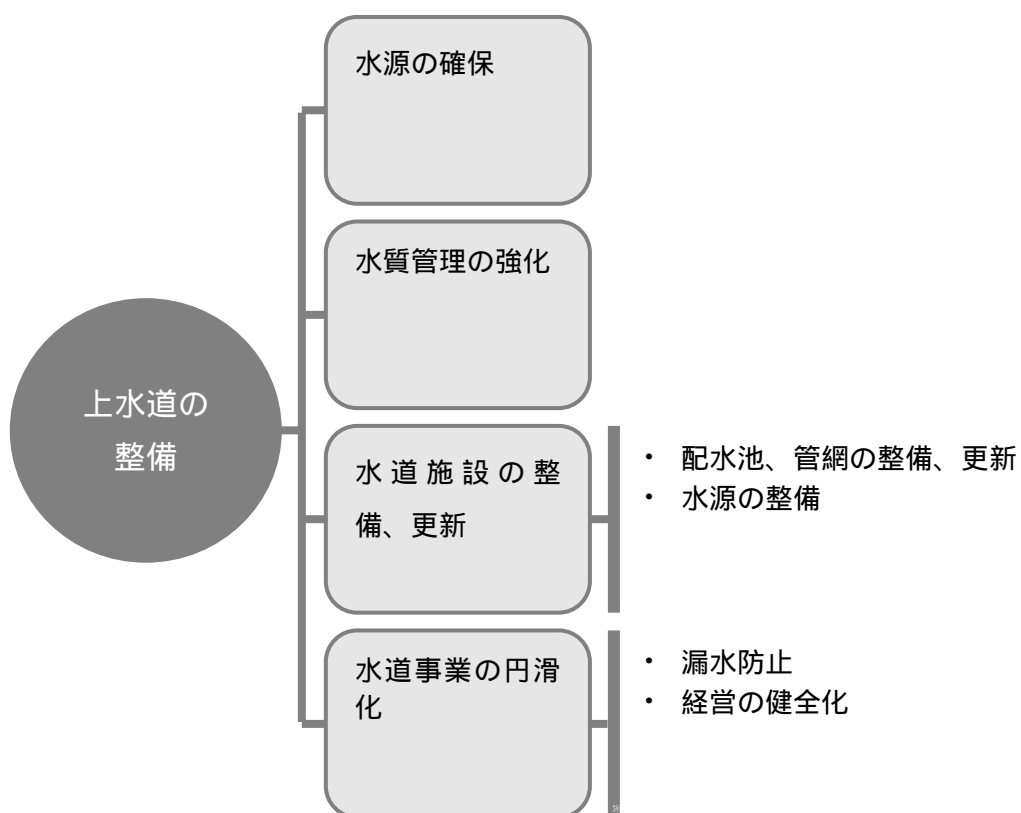 水源の確保
水質管理の強化
上水道の
整備
水道施設の整
備、更新
・ 配水池、管網の整備、更新
・ 水源の整備
水道事業の円滑
化
・ 漏水防止
・ 経営の健全化